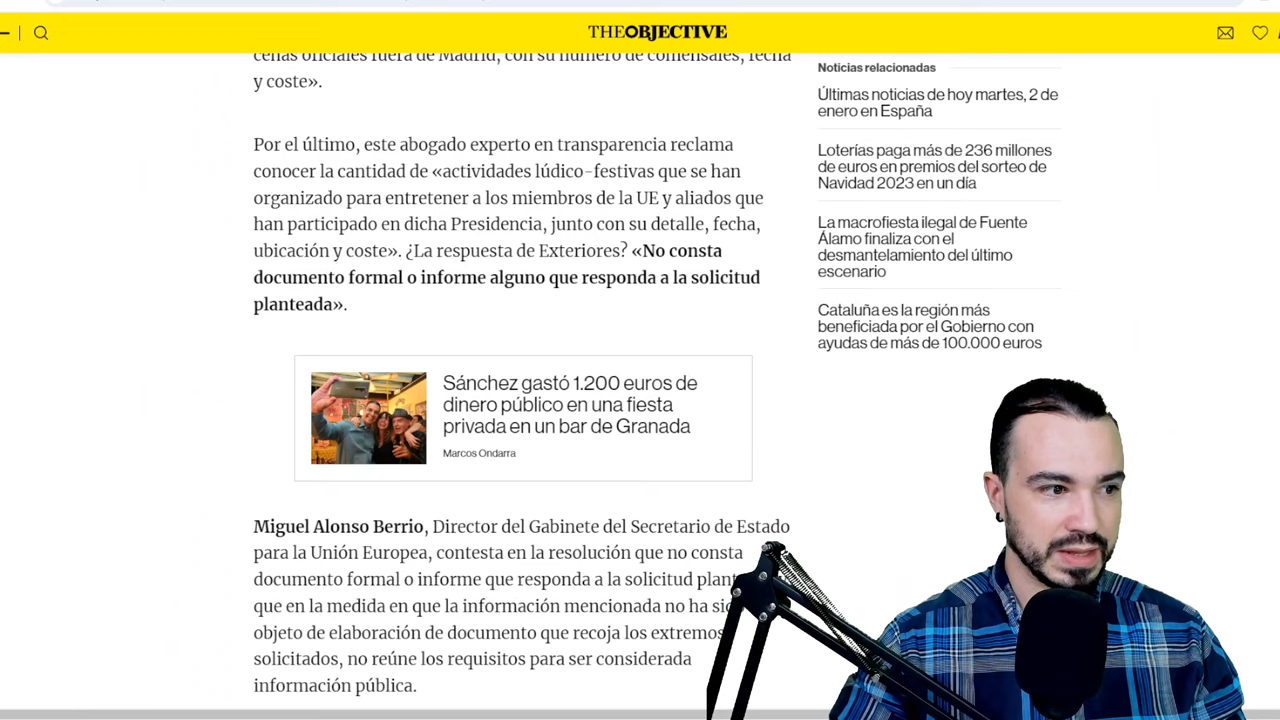 THEOBJECTIVE
cenas oficiales fuera de Madrid, con su número de comensales, fecha
y coste».
Por el último, este abogado experto en transparencia reclama
conocer la cantidad de «actividades lúdico-festivas que se han
organizado para entretener a los miembros de la UE y aliados que
han participado en dicha Presidencia, junto con su detalle, fecha,
ubicación y coste». ¿La respuesta de Exteriores? «No consta
documento formal o informe alguno que responda a la solicitud
planteada».
Sánchez gastó 1.200 euros de
dinero público en una fiesta
privada en un bar de Granada
Marcos Ondarra
Miguel Alonso Berrio, Director del Gabinete del Secretario de Estado
para la Unión Europea, contesta en la resolución que no consta
documento formal o informe que responda a la solicitud
que en la medida en que la información mencionada no ha
objeto de elaboración de documento que recoja los extremos
solicitados, no reúne los requisitos para ser considerada
información pública.
Noticias relacionadas
Últimas noticias de hoy martes, 2 de
enero en España
Loterías paga más de 236 millones
de euros en premios del sorteo de
Navidad 2023 en un día
La macrofiesta ilegal de Fuente
Álamo finaliza con el
desmantelamiento del último
escenario
Cataluña es la región más
beneficiada por el Gobierno con
ayudas de más de 100.000 euros